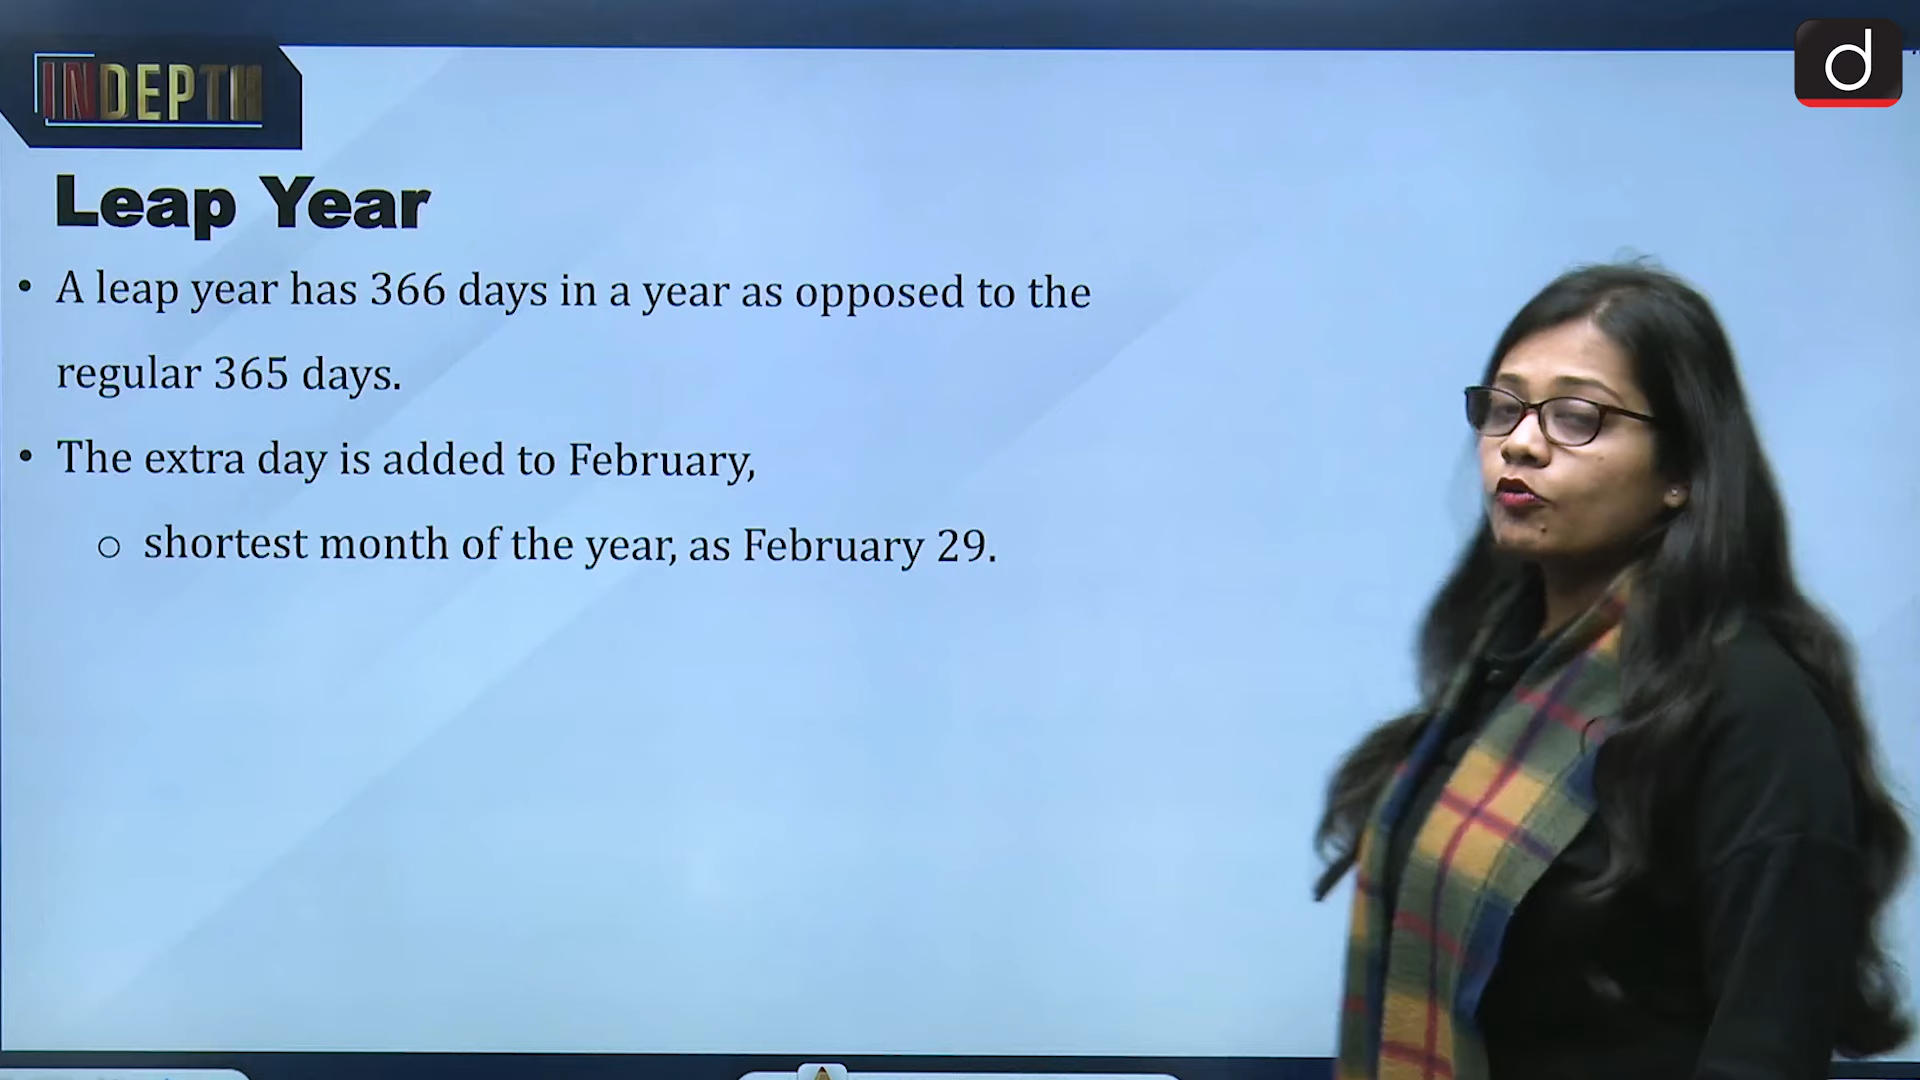 INDEPTH
d
Leap Year
• A leap year has 366 days in a year as opposed to the
regular 365 days.
• The extra day is added to February,
o shortest month of the year, as February 29.